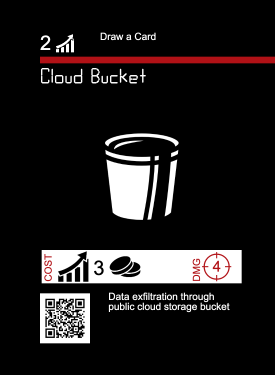 2
Draw a Card
Cloud Bucket
COST
3
DMG
4
Data exfiltration through
public cloud storage bucket